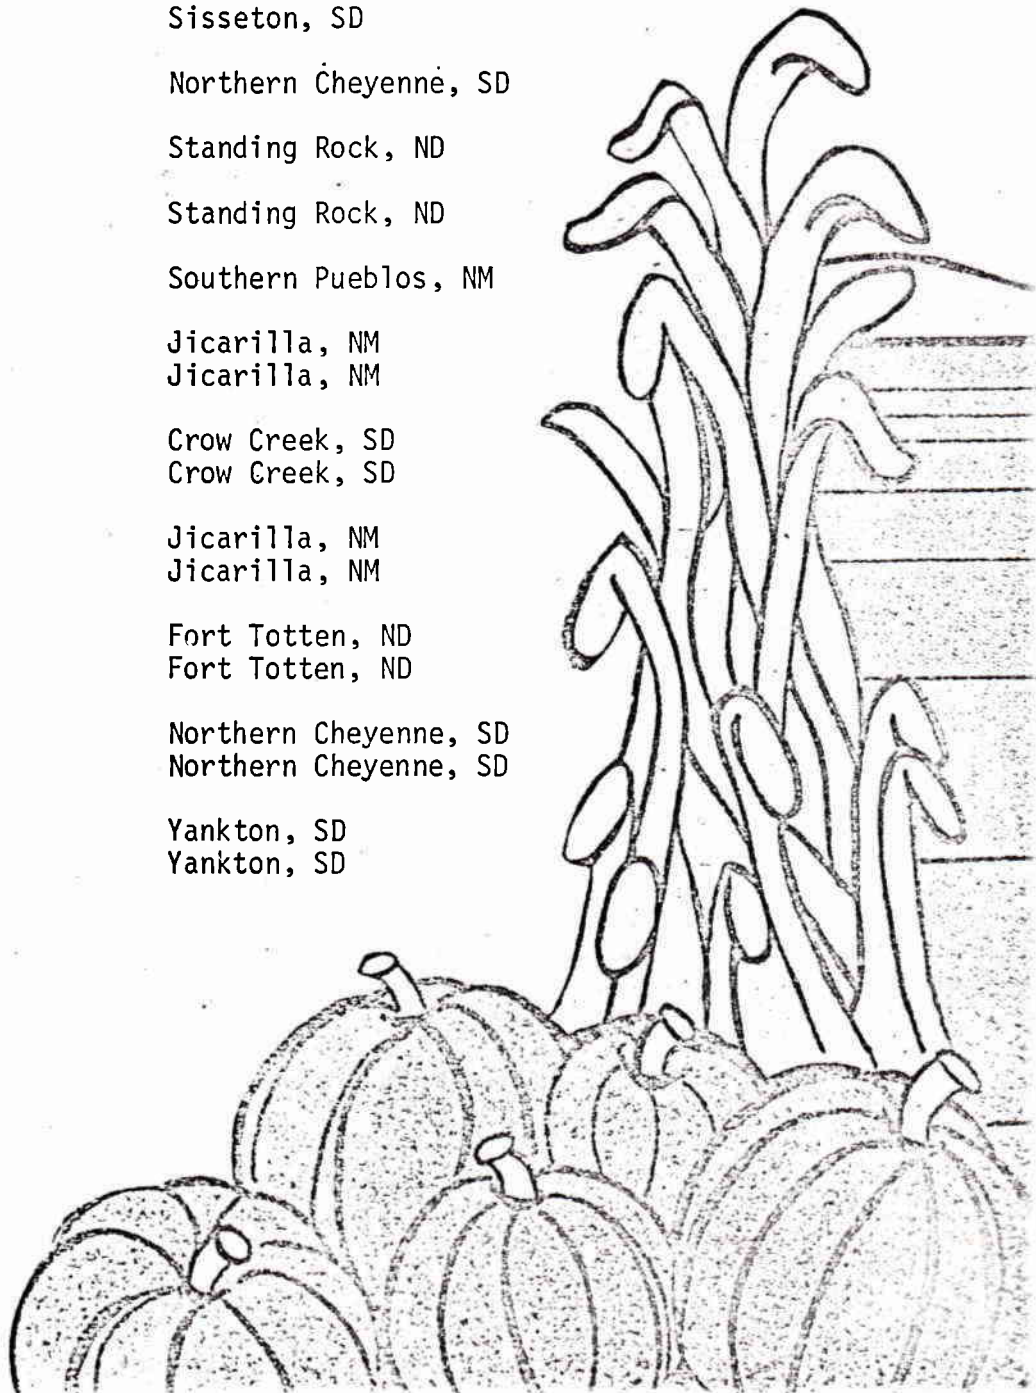 Sisseton, SD
Northern Cheyenne, SD
Standing Rock, ND
Standing Rock, ND
Southern Pueblos, NM
Jicarilla, NM
Jicarilla, NM
Crow Creek, SD
Crow Creek, SD
Jicarilla, NM
Jicarilla, NM
Fort Totten, ND
Fort Totten, ND
Northern Cheyenne, SD
Northern Cheyenne, SD
Yankton, SD
Yankton, SD